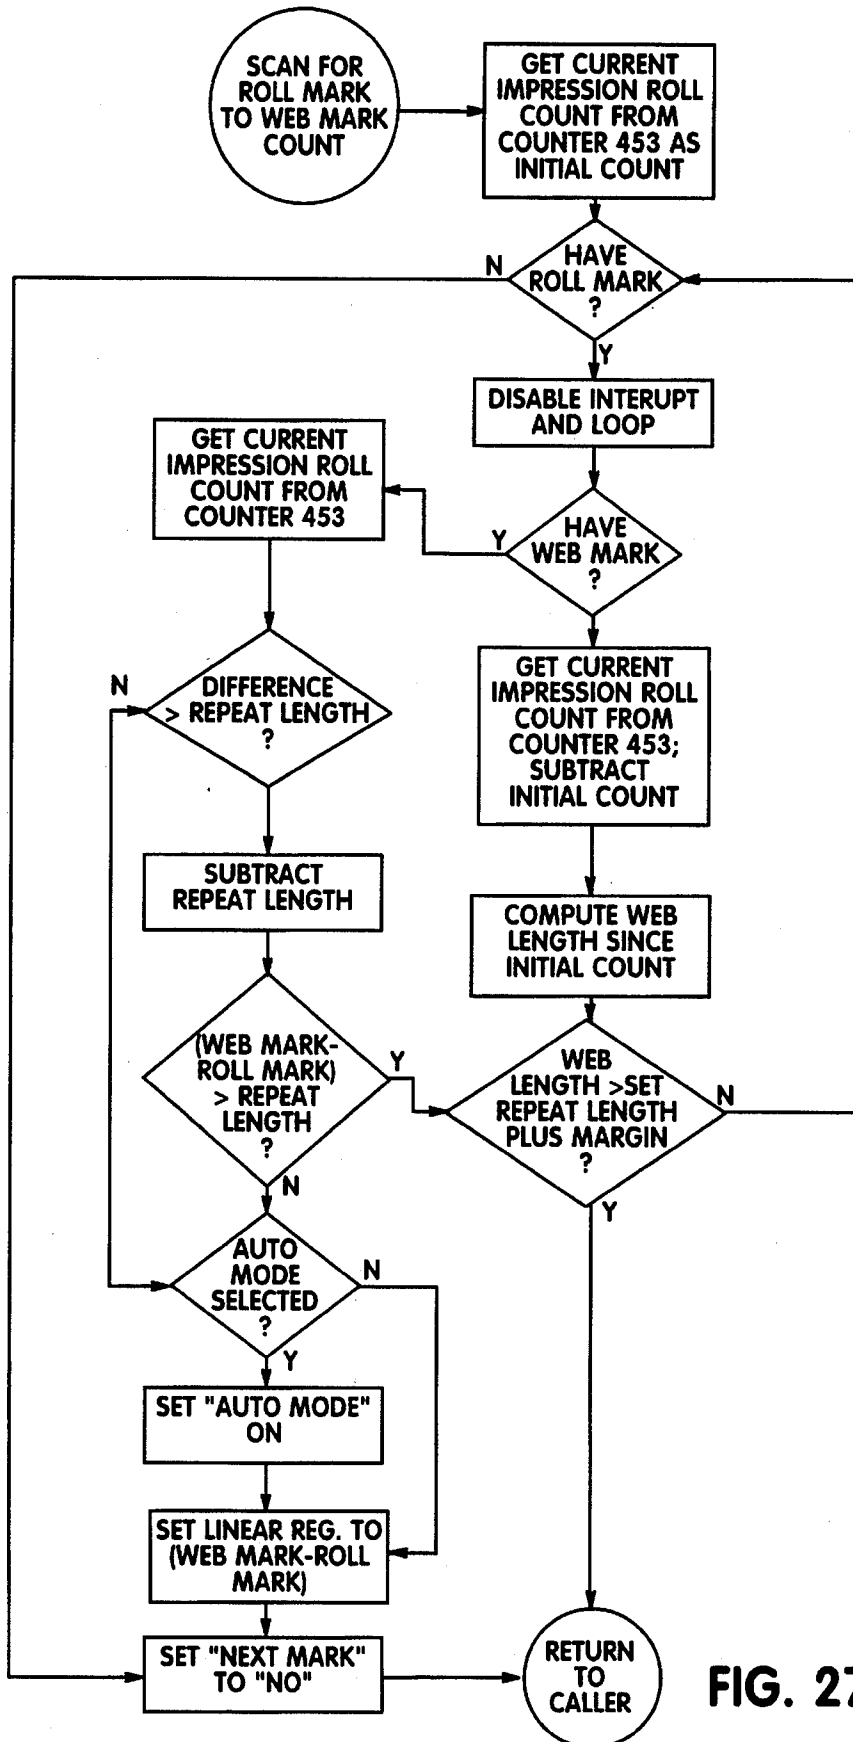 SCAN FOR
ROLL MARK
TO WEB MARK
COUNT
GET CURRENT
IMPRESSION ROLL
COUNT FROM
COUNTER 453 AS
INITIAL COUNT
N
HAVE
ROLL MARK
?
Y
DISABLE INTERUPT
AND LOOP
GET CURRENT
IMPRESSION ROLL
COUNT FROM
COUNTER 453
Y
HAVE
WEB MARK
?
N
DIFFERENCE
> REPEAT LENGTH
?
GET CURRENT
IMPRESSION ROLL
COUNT FROM
COUNTER 453;
SUBTRACT
INITIAL COUNT
SUBTRACT
REPEAT LENGTH
COMPUTE WEB
LENGTH SINCE
INITIAL COUNT
(WEB MARK-
ROLL MARK)
> REPEAT
LENGTH
?
Y
N
WEB
LENGTH >SET
REPEAT LENGTH
PLUS MARGIN
?
N
Y
AUTO
MODE
SELECTED
?
N
Y
SET "AUTO MODE"
ON
SET LINEAR REG. TO
(WEB MARK-ROLL
MARK)
SET "NEXT MARK"
TO "NO"
RETURN
TO
CALLER
FIG. 27